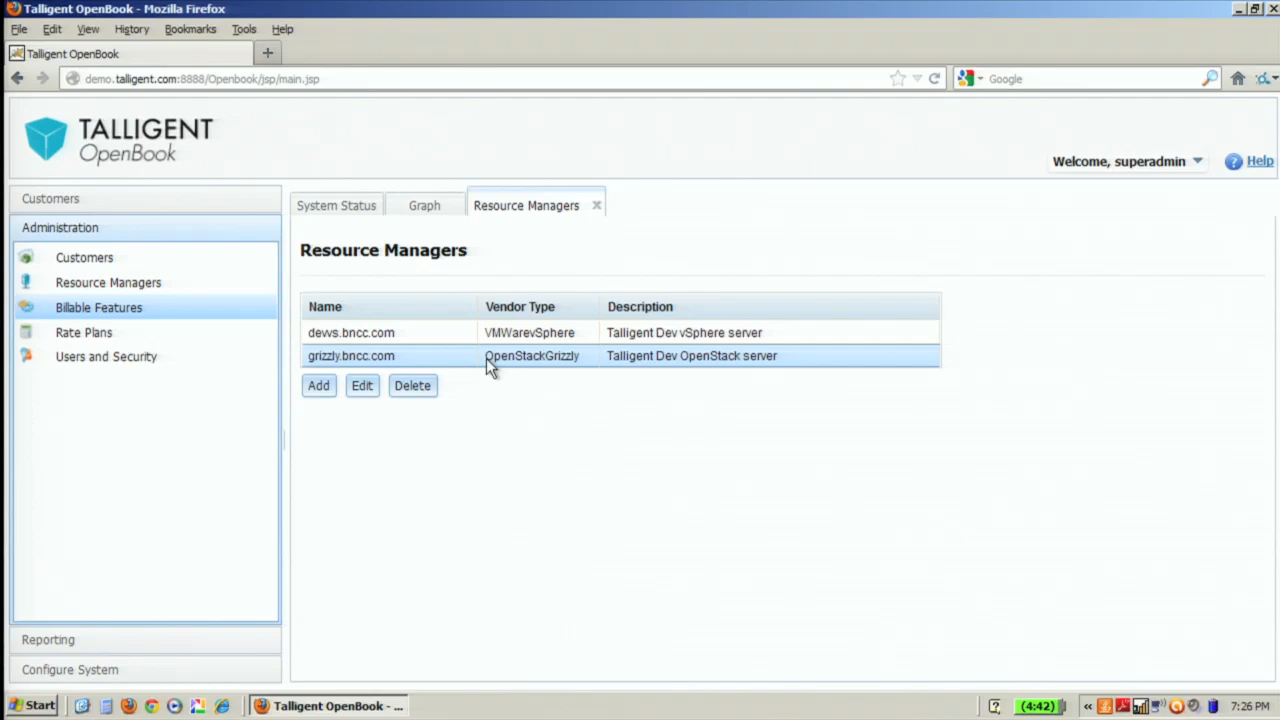 Talligent OpenBook - Mozilla Firefox
File Edit View History Bookmarks Tools Help
Talligent OpenBook
demo.talligent.com:8888/Openbook/jsp/main.jsp
Google
TALLIGENT
OpenBook
Welcome, superadmin
? Help
Customers
Administration
Customers
Resource Managers
Billable Features
Rate Plans
Users and Security
Reporting
Configure System
System Status Graph Resource Managers
Resource Managers
Name Vendor Type Description
devvs.bncc.com VMWarevSphere Talligent Dev vSphere server
grizzly.bncc.com OpenStackGrizzly Talligent Dev OpenStack server
Add Edit Delete
Start Talligent OpenBook - ... (4:42) « 7:26 PM